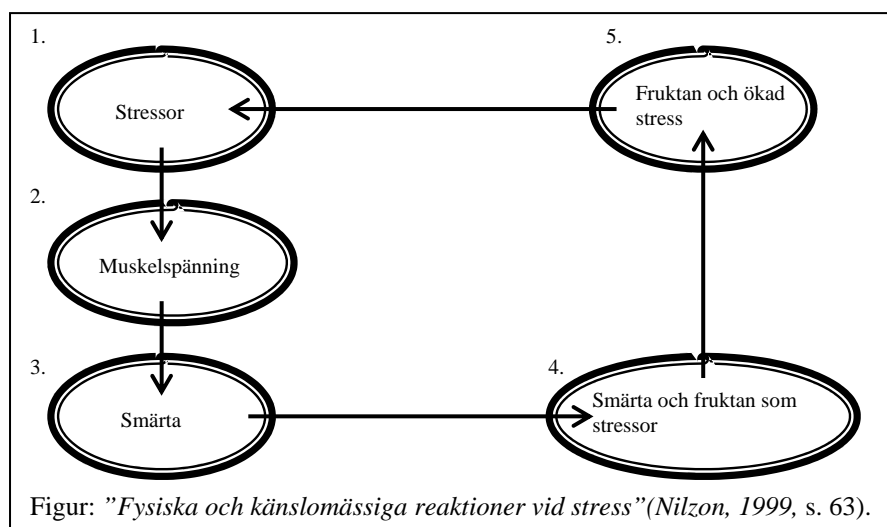 1.
Stressor
2.
Muskelspänning
3.
Smärta
4.
Smärta och fruktan som
stressor
5.
Fruktan och ökad
stress
Figur: ”Fysiska och känslomässiga reaktioner vid stress”(Nilzon, 1999, s. 63).